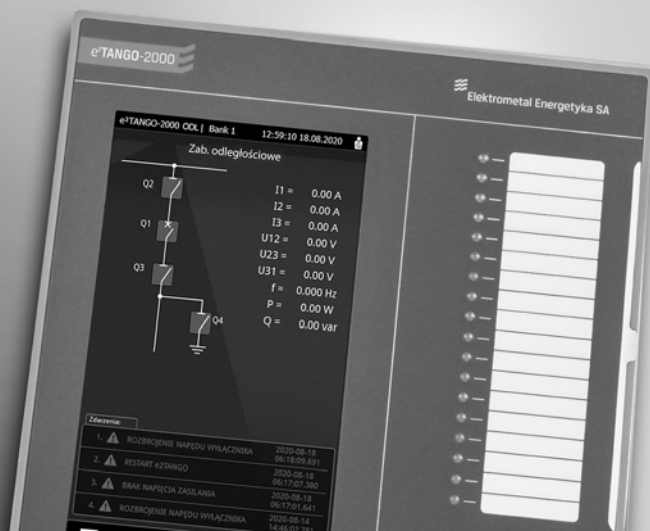 e²TANGO-2000
Elektrometal Energetyka SA
e²TANGO-2000 ODL | Bank 1 12:59:10 18.08.2020
Zab. odległościowe
Q2
Q1
Q3
Q4
I1 = 0.00 A
I2 = 0.00 A
I3 = 0.00 A
U12 = 0.00 V
U23 = 0.00 V
U31 = 0.00 V
f = 0.000 Hz
P = 0.00 W
Q = 0.00 var
Zdarzenia:
1. ROZBROJENIE NAPĘDU WYŁĄCZNIKA 2020-08-18 06:18:09.691
2. RESTART e2TANGO 2020-08-18 06:17:07.380
3. BRAK NAPIĘCIA ZASILANIA 2020-08-18 06:17:01.641
4. ROZBROJENIE NAPĘDU WYŁĄCZNIKA 2020-08-14